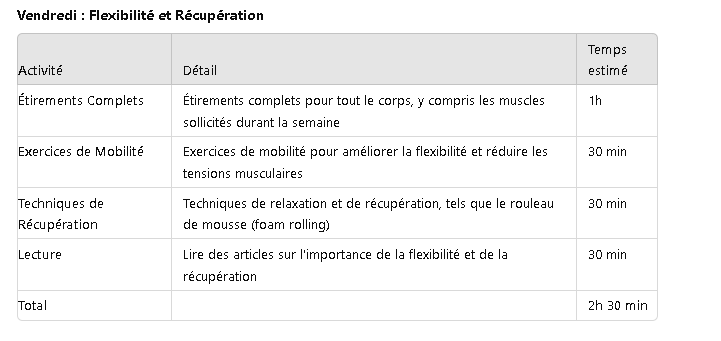 Vendredi : Flexibilité et Récupération
Activité Détail Temps estimé
Étirements Complets Étirements complets pour tout le corps, y compris les muscles 1h
sollicités durant la semaine
Exercices de Mobilité Exercices de mobilité pour améliorer la flexibilité et réduire les 30 min
tensions musculaires
Techniques de Techniques de relaxation et de récupération, tels que le rouleau 30 min
Récupération de mousse (foam rolling)
Lecture Lire des articles sur l'importance de la flexibilité et de la 30 min
récupération
Total 2h 30 min